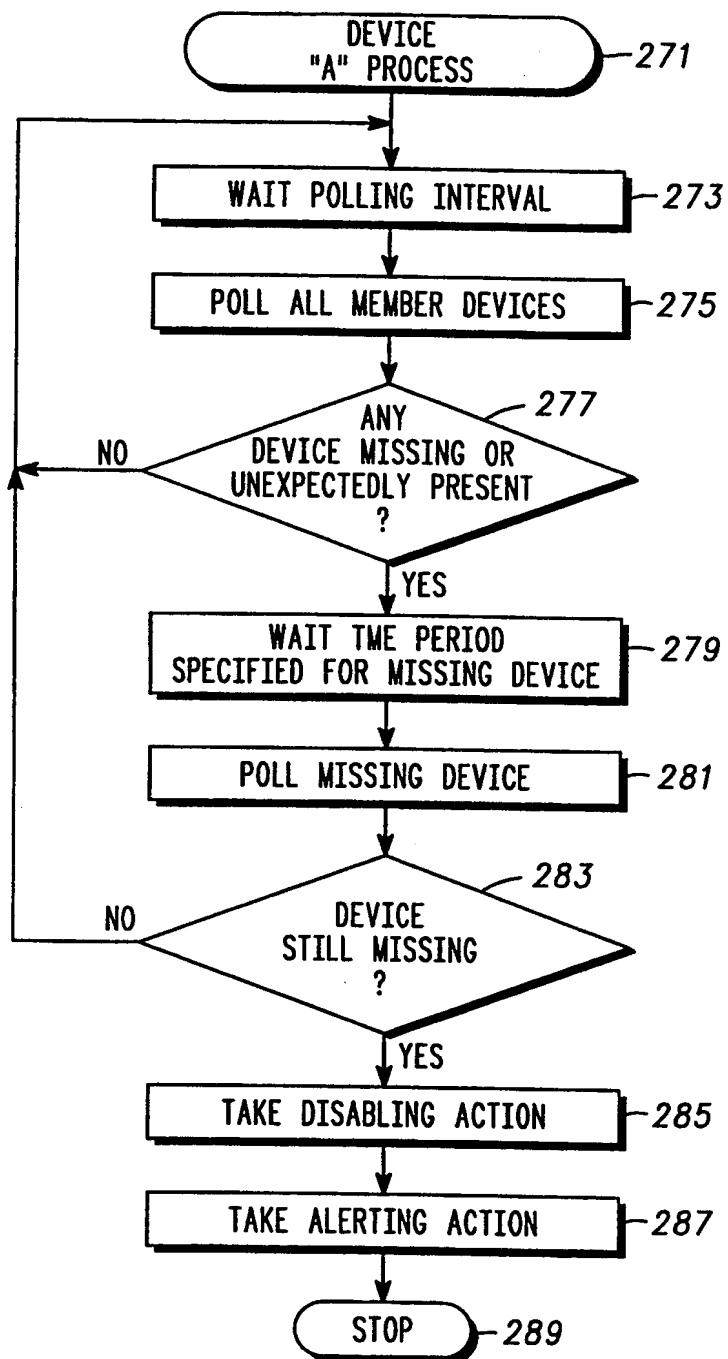 DEVICE
"A" PROCESS
271
WAIT POLLING INTERVAL
273
POLL ALL MEMBER DEVICES
275
277
ANY
DEVICE MISSING OR
UNEXPECTEDLY PRESENT
?
NO
YES
WAIT TME PERIOD
SPECIFIED FOR MISSING DEVICE
279
POLL MISSING DEVICE
281
283
DEVICE
STILL MISSING
?
NO
YES
TAKE DISABLING ACTION
285
TAKE ALERTING ACTION
287
STOP
289